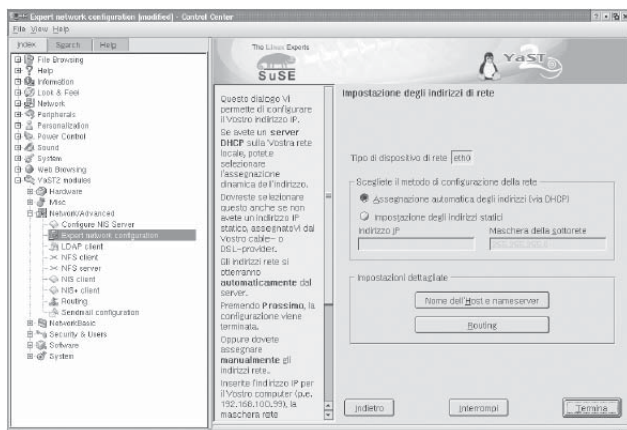 Expert network configuration [modified] - Control Center
File View Help
Index Search Help
File Browsing
Help
Information
Look & Feel
Network
Peripherals
Personalization
Power Control
Sound
System
Web Browsing
YaST2 modules
Hardware
Misc
Network/Advanced
Configure NIS Server
Expert network configuration
LDAP client
NFS client
NFS server
NIS client
NIS+ client
Routing
Sendmail configuration
Network/Basic
Security & Users
Software
System
The Linux Experts
SuSE
YaST
Questo dialogo Vi
permette di configurare
il Vostro indirizzo IP.
Se avete un server
DHCP sulla Vostra rete
locale, potete
selezionare
l'assegnazione
dinamica dell'indirizzo.
Dovreste selezionare
questo anche se non
avete un indirizzo IP
statico, assegnatoVi dal
Vostro cable- o
DSL-provider.
Gli indirizzi rete si
otterranno
automaticamente dal
server.
Premendo Prossimo, la
configurazione viene
terminata.
Oppure dovete
assegnare
manualmente gli
indirizzi rete.
Inserite l'indirizzo IP per
il Vostro computer (p.e.
192.168.100.99), la
maschera rete
Impostazione degli indirizzi di rete
Tipo di dispositivo di rete eth0
Scegliete il metodo di configurazione della rete
Assegnazione automatica degli indirizzi (via DHCP)
Impostazione degli indirizzi statici
Indirizzo IP Maschera della sottorete
Impostazioni dettagliate
Nome dell'Host e nameserver
Routing
Indietro Interrompi Termina